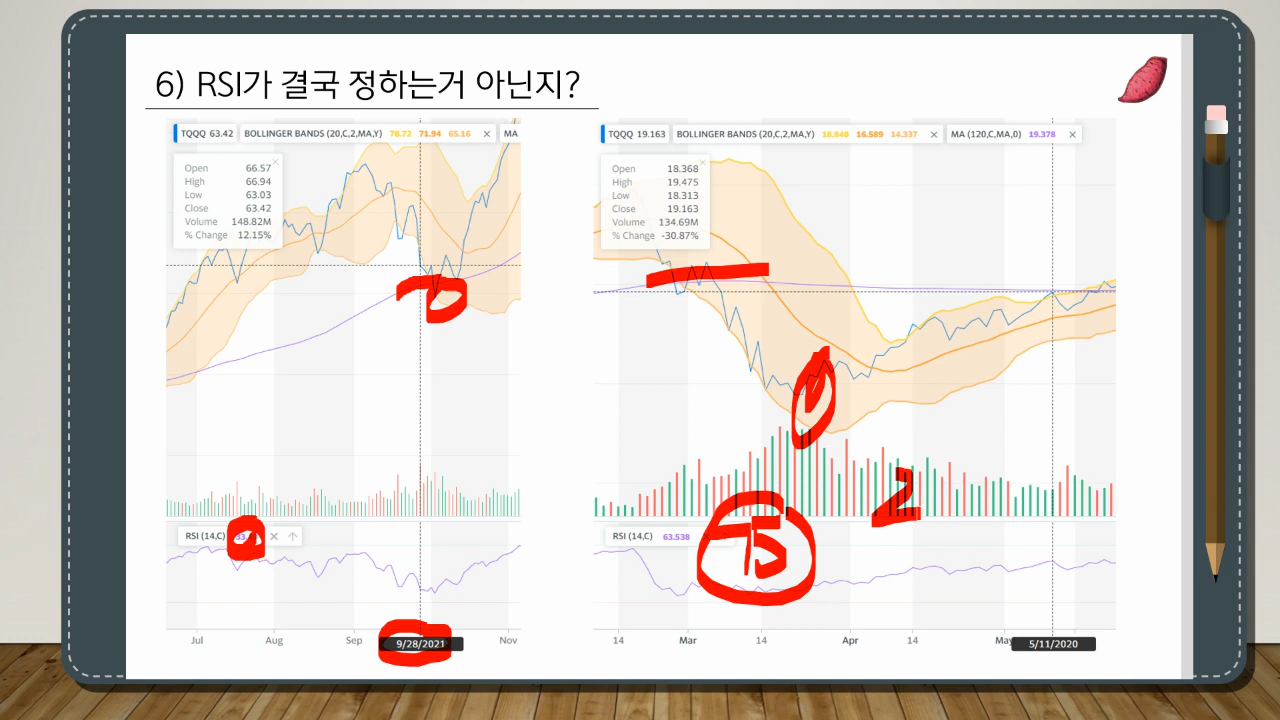 6) RSI가 결국 정하는거 아닌지?
TQQQ 63.42 BOLLINGER BANDS (20,C,2,MA,Y) 78.72 71.94 65.16 × MA
Open 66.57
High 66.94
Low 63.03
Close 63.42
Volume 148.82M
% Change 12.15%
RSI (14,C)
Jul Aug Sep 9/28/2021 Nov
TQQQ 19.163 BOLLINGER BANDS (20,C,2,MA,Y) 18.840 16.589 14.337 × MA (120,C,MA,0) 19.378 ×
Open 18.368
High 19.475
Low 18.313
Close 19.163
Volume 134.69M
% Change -30.87%
2
75
RSI (14,C) 63.538
14 Mar 14 Apr 14 May 5/11/2020